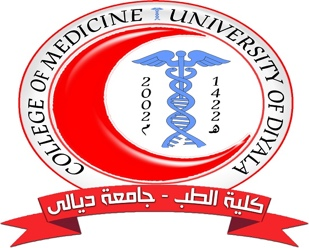 COLLEGE OF MEDICINE UNIVERSITY OF DIYALA
2002م
1422هـ
كلية الطب - جامعة ديالى